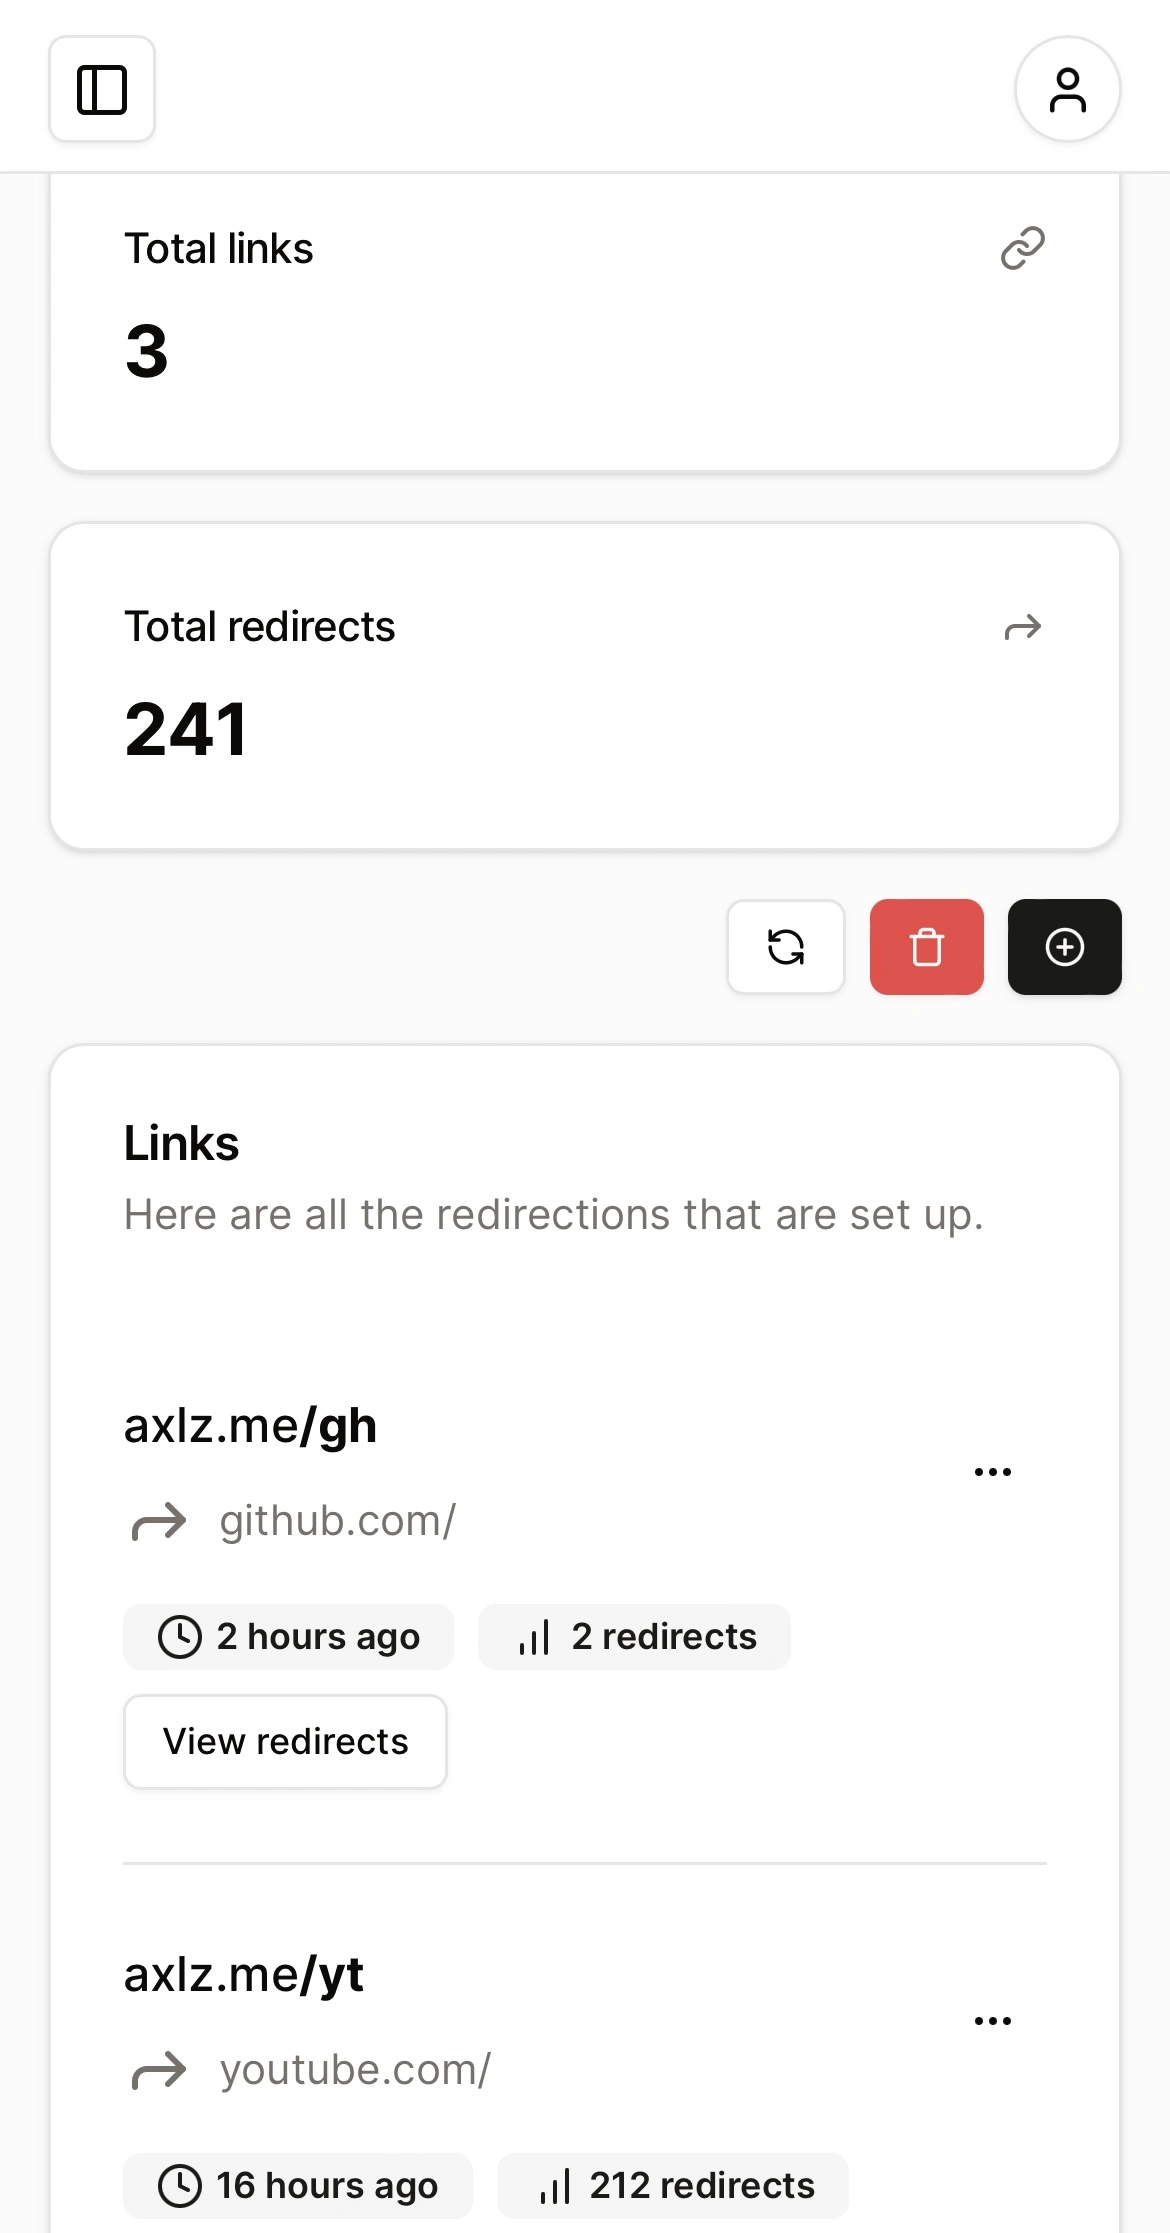 Total links
3
Total redirects
241
Links
Here are all the redirections that are set up.
axlz.me/gh
github.com/
2 hours ago 2 redirects
View redirects
axlz.me/yt
youtube.com/
16 hours ago 212 redirects